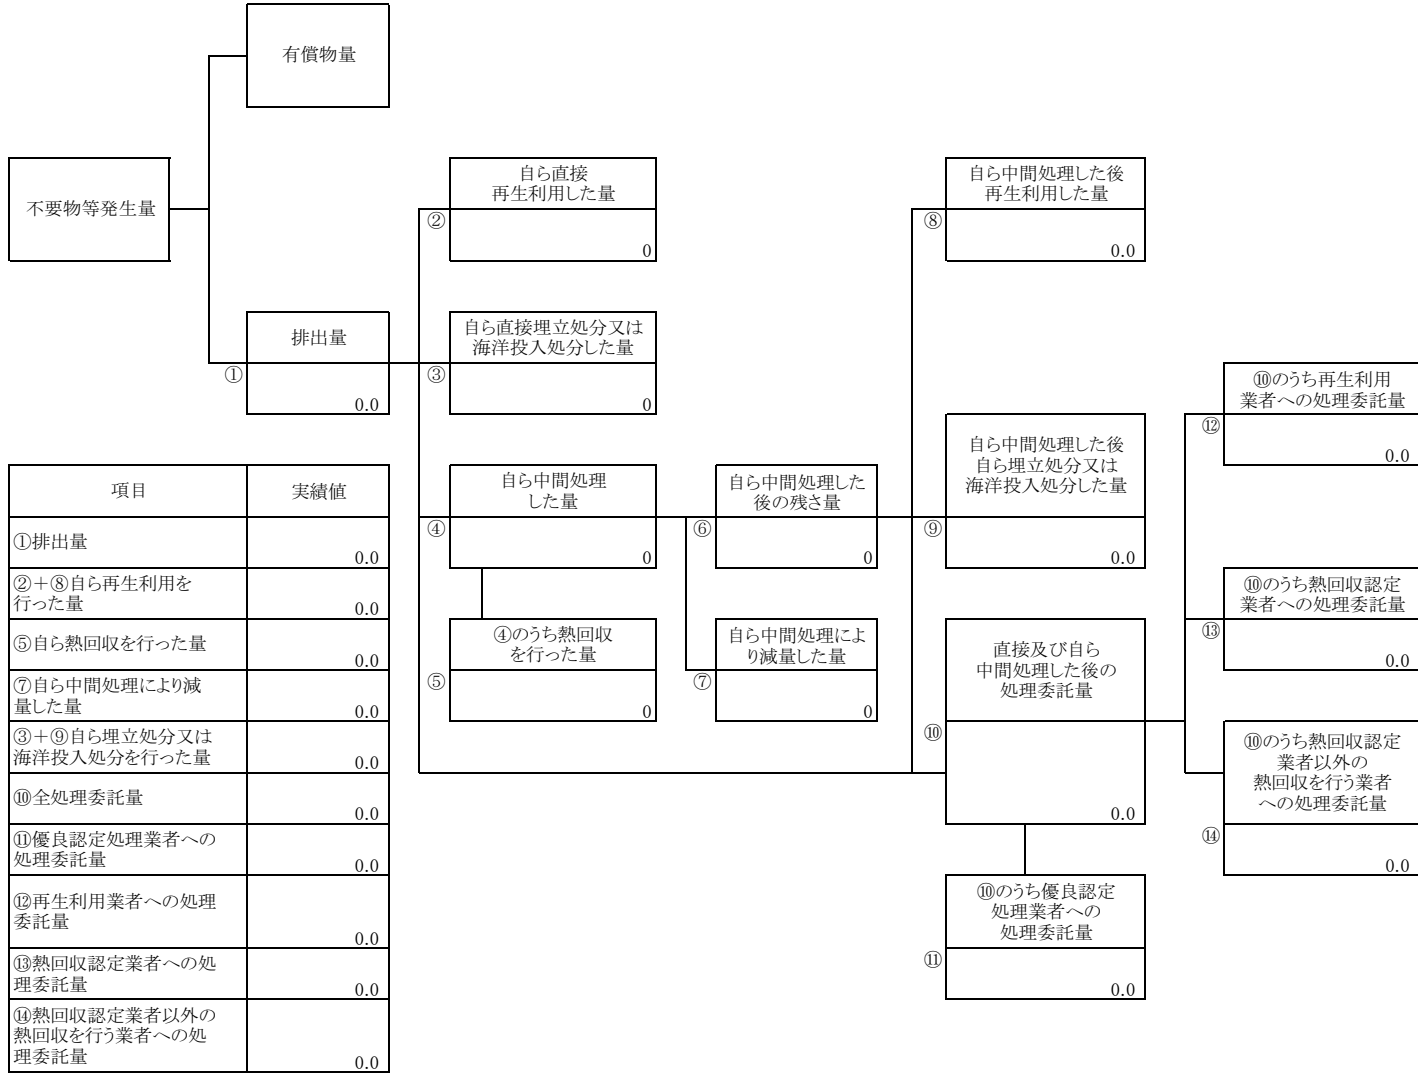 有償物量
不要物等発生量
排出量
①
0.0
自ら直接
再生利用した量
②
0
自ら直接埋立処分又は
海洋投入処分した量
③
0
自ら中間処理
した量
④
0
④のうち熱回収
を行った量
⑤
0
自ら中間処理した
後の残さ量
⑥
0
自ら中間処理によ
り減量した量
⑦
0
自ら中間処理した後
再生利用した量
⑧
0.0
自ら中間処理した後
自ら埋立処分又は
海洋投入処分した量
⑨
0.0
直接及び自ら
中間処理した後の
処理委託量
⑩
0.0
⑩のうち優良認定
処理業者への
処理委託量
⑪
0.0
⑩のうち再生利用
業者への処理委託量
⑫
0.0
⑩のうち熱回収認定
業者への処理委託量
⑬
0.0
⑩のうち熱回収認定
業者以外の
熱回収を行う業者
への処理委託量
⑭
0.0
項目 実績値
①排出量
0.0
②＋⑧自ら再生利用を
行った量
0.0
⑤自ら熱回収を行った量
0.0
⑦自ら中間処理により減
量した量
0.0
③＋⑨自ら埋立処分又は
海洋投入処分を行った量
0.0
⑩全処理委託量
0.0
⑪優良認定処理業者への
処理委託量
0.0
⑫再生利用業者への処理
委託量
0.0
⑬熱回収認定業者への処
理委託量
0.0
⑭熱回収認定業者以外の
熱回収を行う業者への処
理委託量
0.0